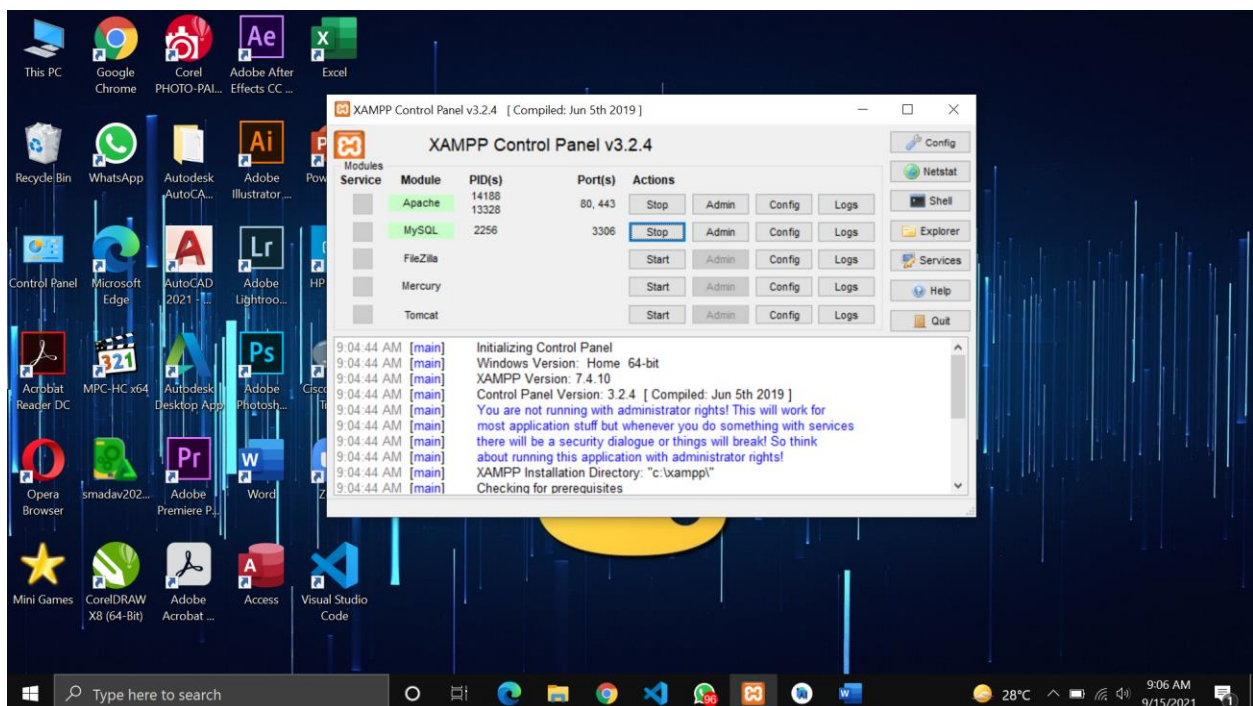 This PC
Google
Chrome
Corel
PHOTO-PAI...
Adobe After
Effects CC ...
Excel
Recycle Bin
WhatsApp
Autodesk
AutoCA...
Adobe
Illustrator ...
Pow
Control Panel
Microsoft
Edge
AutoCAD
2021 - ...
Adobe
Lightroo...
HP
Acrobat
Reader DC
MPC-HC x64
Autodesk
Desktop App
Adobe
Photosh...
Cisco
Opera
Browser
smadav202...
Adobe
Premiere P...
Word
Mini Games
CorelDRAW
X8 (64-Bit)
Adobe
Acrobat ...
Access
Visual Studio
Code
XAMPP Control Panel v3.2.4 [ Compiled: Jun 5th 2019 ]
XAMPP Control Panel v3.2.4
Config
Modules
Service Module PID(s) Port(s) Actions
Netstat
Apache 14188 13328 80, 443 Stop Admin Config Logs
Shell
MySQL 2256 3306 Stop Admin Config Logs
Explorer
FileZilla Start Admin Config Logs
Services
Mercury Start Admin Config Logs
Help
Tomcat Start Admin Config Logs
Quit
9:04:44 AM [main] Initializing Control Panel
9:04:44 AM [main] Windows Version: Home 64-bit
9:04:44 AM [main] XAMPP Version: 7.4.10
9:04:44 AM [main] Control Panel Version: 3.2.4 [ Compiled: Jun 5th 2019 ]
9:04:44 AM [main] You are not running with administrator rights! This will work for
9:04:44 AM [main] most application stuff but whenever you do something with services
9:04:44 AM [main] there will be a security dialogue or things will break! So think
9:04:44 AM [main] about running this application with administrator rights!
9:04:44 AM [main] XAMPP Installation Directory: "c:\xampp\"
9:04:44 AM [main] Checking for prerequisites
Type here to search
96
28°C
9:06 AM
9/15/2021
1